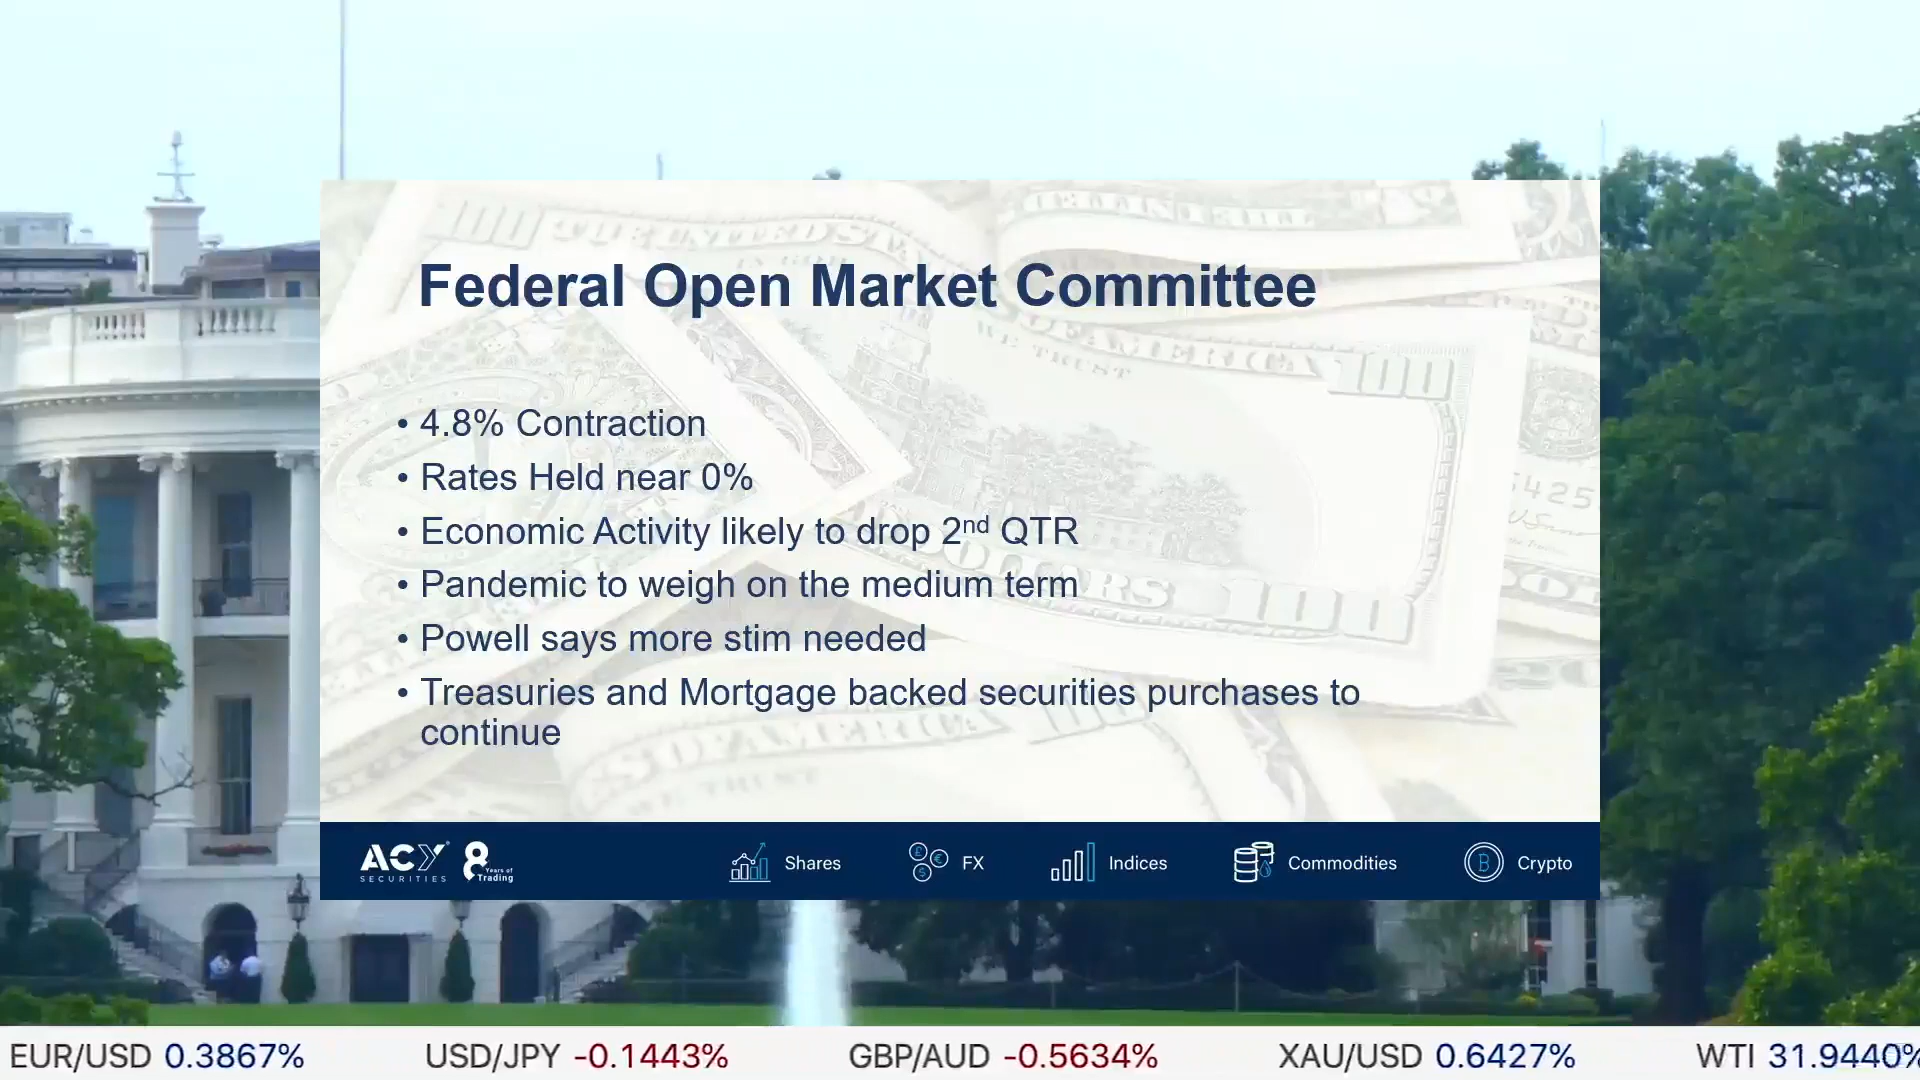 Federal Open Market Committee
• 4.8% Contraction
• Rates Held near 0%
• Economic Activity likely to drop 2nd QTR
• Pandemic to weigh on the medium term
• Powell says more stim needed
• Treasuries and Mortgage backed securities purchases to
continue
ACY SECURITIES 8 Years of Trading Shares FX Indices Commodities Crypto
EUR/USD 0.3867% USD/JPY -0.1443% GBP/AUD -0.5634% XAU/USD 0.6427% WTI 31.9440%